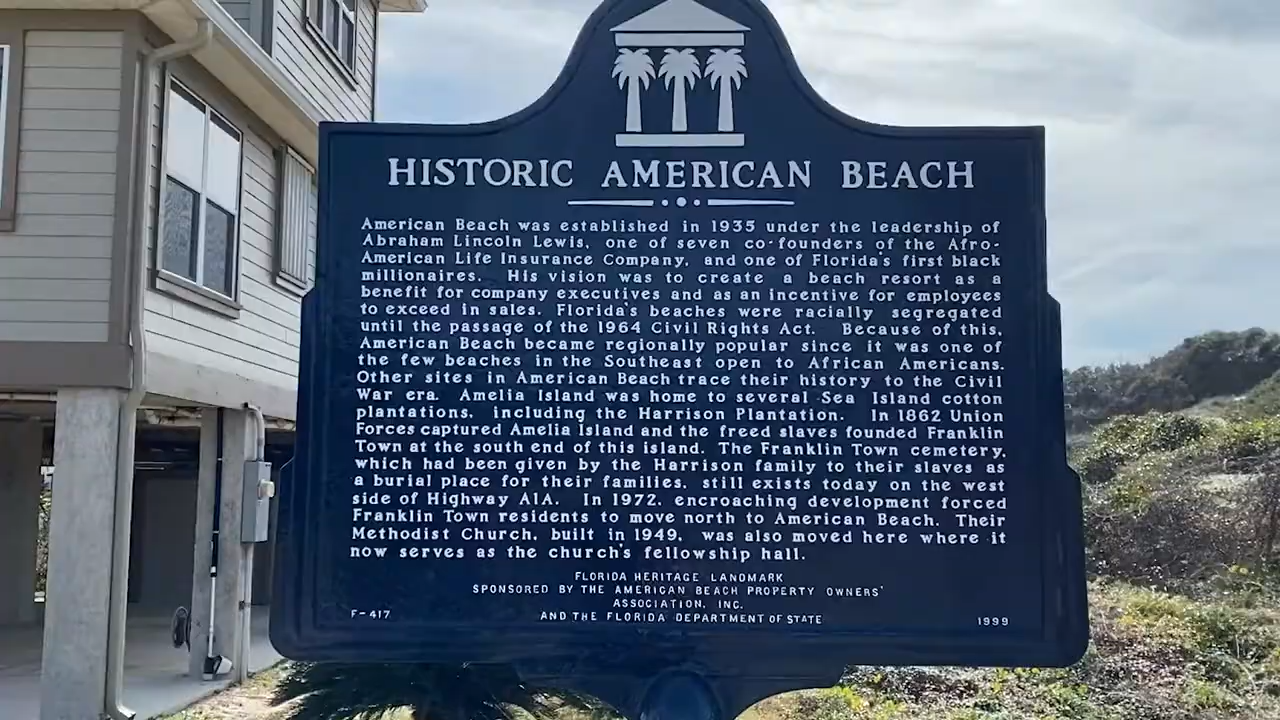 HISTORIC AMERICAN BEACH
American Beach was established in 1935 under the leadership of
Abraham Lincoln Lewis, one of seven co-founders of the Afro-
American Life Insurance Company, and one of Florida's first black
millionaires. His vision was to create a beach resort as a
benefit for company executives and as an incentive for employees
to exceed in sales. Florida's beaches were racially segregated
until the passage of the 1964 Civil Rights Act. Because of this,
American Beach became regionally popular since it was one of
the few beaches in the Southeast open to African Americans.
Other sites in American Beach trace their history to the Civil
War era. Amelia Island was home to several Sea Island cotton
plantations, including the Harrison Plantation. In 1862 Union
Forces captured Amelia Island and the freed slaves founded Franklin
Town at the south end of this island. The Franklin Town cemetery,
which had been given by the Harrison family to their slaves as
a burial place for their families, still exists today on the west
side of Highway A1A. In 1972, encroaching development forced
Franklin Town residents to move north to American Beach. Their
Methodist Church, built in 1949, was also moved here where it
now serves as the church's fellowship hall.
FLORIDA HERITAGE LANDMARK
SPONSORED BY THE AMERICAN BEACH PROPERTY OWNERS'
ASSOCIATION, INC.
F-417 AND THE FLORIDA DEPARTMENT OF STATE 1999